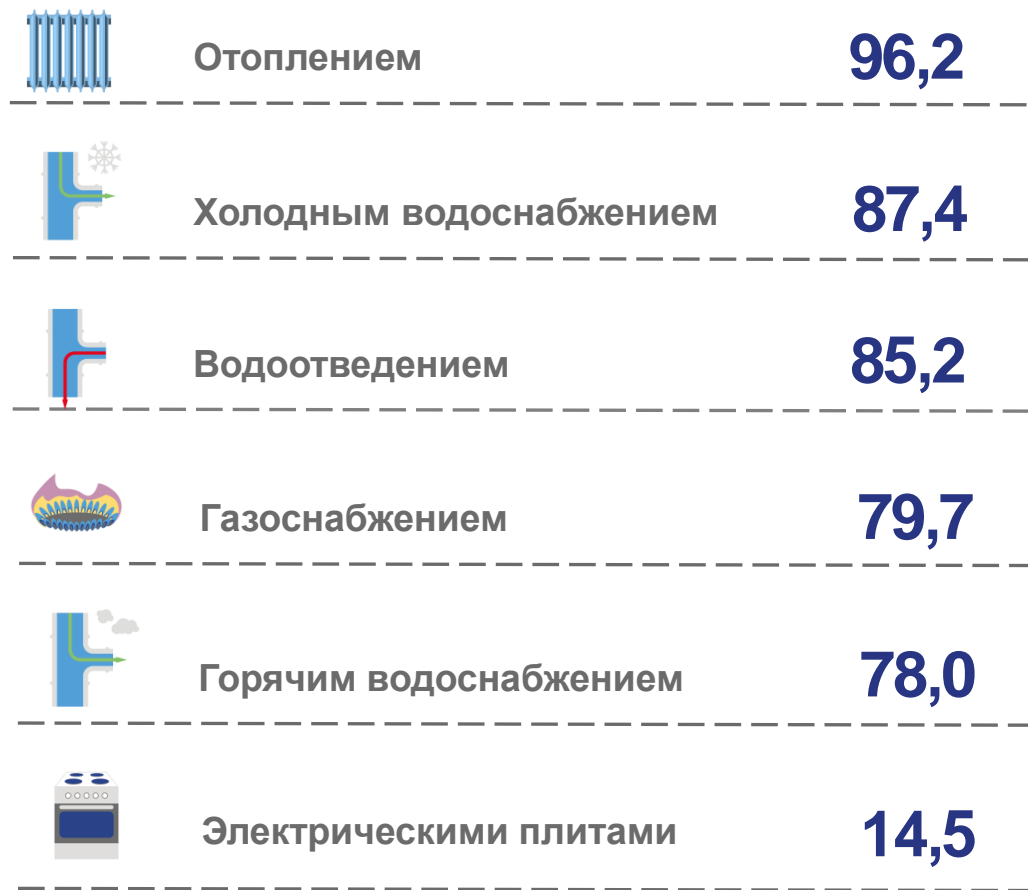 Отоплением 96,2
Холодным водоснабжением 87,4
Водоотведением 85,2
Газоснабжением 79,7
Горячим водоснабжением 78,0
Электрическими плитами 14,5